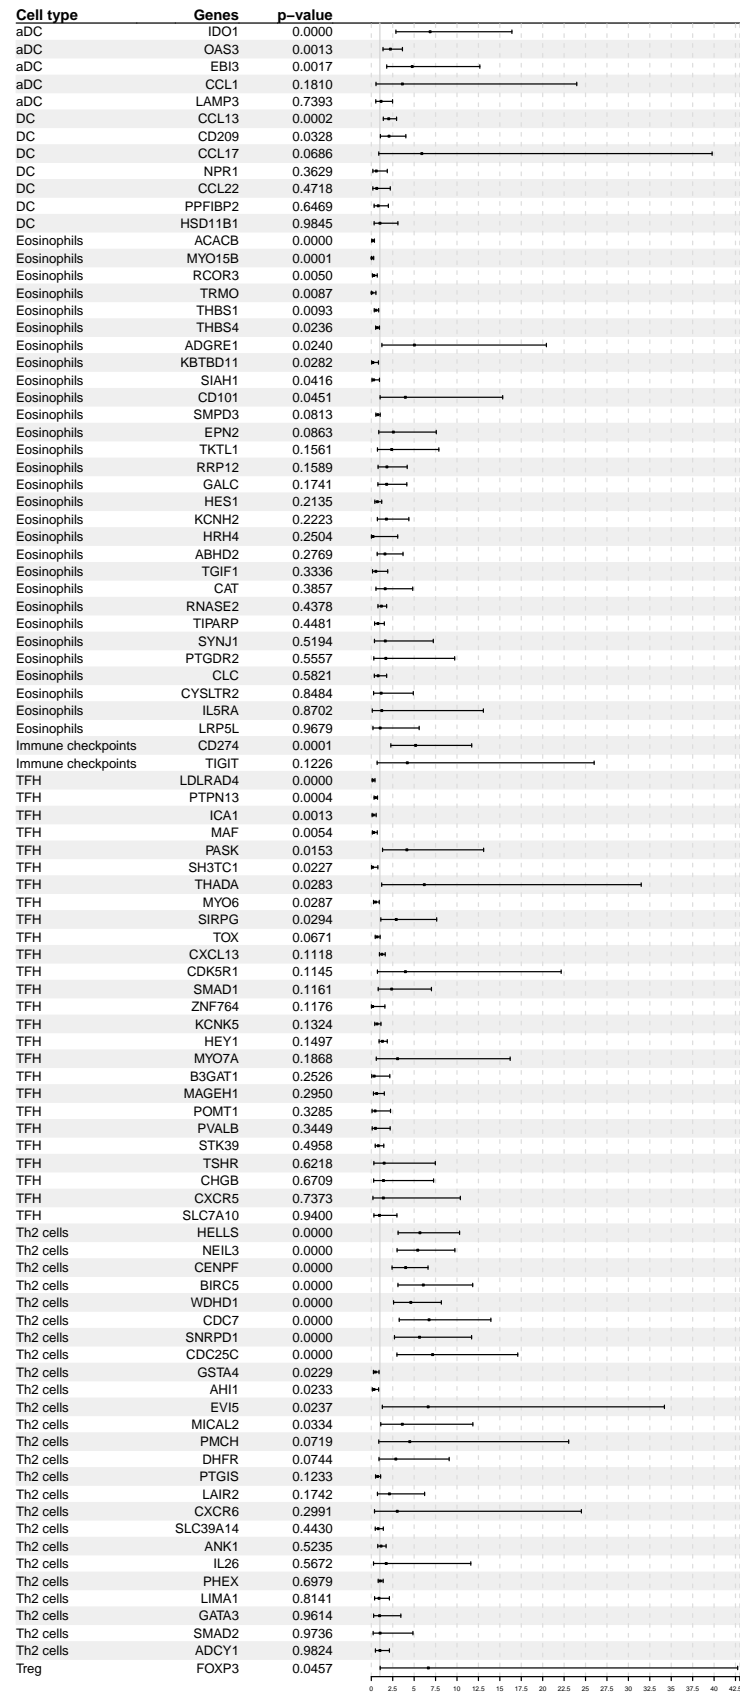 Cell type Genes p−value
aDC IDO1 0.0000
aDC OAS3 0.0013
aDC EBI3 0.0017
aDC CCL1 0.1810
aDC LAMP3 0.7393
DC CCL13 0.0002
DC CD209 0.0328
DC CCL17 0.0686
DC NPR1 0.3629
DC CCL22 0.4718
DC PPFIBP2 0.6469
DC HSD11B1 0.9845
Eosinophils ACACB 0.0000
Eosinophils MYO15B 0.0001
Eosinophils RCOR3 0.0050
Eosinophils TRMO 0.0087
Eosinophils THBS1 0.0093
Eosinophils THBS4 0.0236
Eosinophils ADGRE1 0.0240
Eosinophils KBTBD11 0.0282
Eosinophils SIAH1 0.0416
Eosinophils CD101 0.0451
Eosinophils SMPD3 0.0813
Eosinophils EPN2 0.0863
Eosinophils TKTL1 0.1561
Eosinophils RRP12 0.1589
Eosinophils GALC 0.1741
Eosinophils HES1 0.2135
Eosinophils KCNH2 0.2223
Eosinophils HRH4 0.2504
Eosinophils ABHD2 0.2769
Eosinophils TGIF1 0.3336
Eosinophils CAT 0.3857
Eosinophils RNASE2 0.4378
Eosinophils TIPARP 0.4481
Eosinophils SYNJ1 0.5194
Eosinophils PTGDR2 0.5557
Eosinophils CLC 0.5821
Eosinophils CYSLTR2 0.8484
Eosinophils IL5RA 0.8702
Eosinophils LRP5L 0.9679
Immune checkpoints CD274 0.0001
Immune checkpoints TIGIT 0.1226
TFH LDLRAD4 0.0000
TFH PTPN13 0.0004
TFH ICA1 0.0013
TFH MAF 0.0054
TFH PASK 0.0153
TFH SH3TC1 0.0227
TFH THADA 0.0283
TFH MYO6 0.0287
TFH SIRPG 0.0294
TFH TOX 0.0671
TFH CXCL13 0.1118
TFH CDK5R1 0.1145
TFH SMAD1 0.1161
TFH ZNF764 0.1176
TFH KCNK5 0.1324
TFH HEY1 0.1497
TFH MYO7A 0.1868
TFH B3GAT1 0.2526
TFH MAGEH1 0.2950
TFH POMT1 0.3285
TFH PVALB 0.3449
TFH STK39 0.4958
TFH TSHR 0.6218
TFH CHGB 0.6709
TFH CXCR5 0.7373
TFH SLC7A10 0.9400
Th2 cells HELLS 0.0000
Th2 cells NEIL3 0.0000
Th2 cells CENPF 0.0000
Th2 cells BIRC5 0.0000
Th2 cells WDHD1 0.0000
Th2 cells CDC7 0.0000
Th2 cells SNRPD1 0.0000
Th2 cells CDC25C 0.0000
Th2 cells GSTA4 0.0229
Th2 cells AHI1 0.0233
Th2 cells EVI5 0.0237
Th2 cells MICAL2 0.0334
Th2 cells PMCH 0.0719
Th2 cells DHFR 0.0744
Th2 cells PTGIS 0.1233
Th2 cells LAIR2 0.1742
Th2 cells CXCR6 0.2991
Th2 cells SLC39A14 0.4430
Th2 cells ANK1 0.5235
Th2 cells IL26 0.5672
Th2 cells PHEX 0.6979
Th2 cells LIMA1 0.8141
Th2 cells GATA3 0.9614
Th2 cells SMAD2 0.9736
Th2 cells ADCY1 0.9824
Treg FOXP3 0.0457
0 2.5 5 7.5 10 12.5 15 17.5 20 22.5 25 27.5 30 32.5 35 37.5 40 42.5